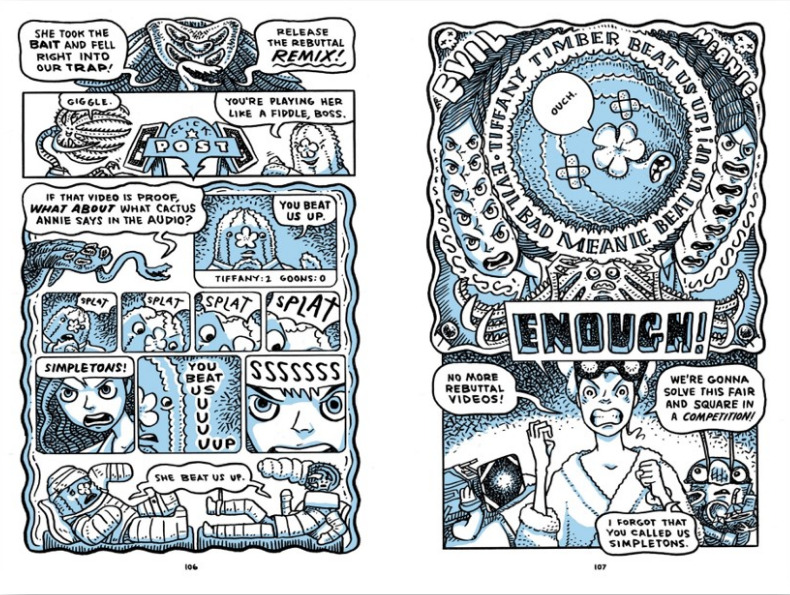 SHE TOOK THE
BAIT AND FELL
RIGHT INTO
OUR TRAP!
RELEASE
THE REBUTTAL
REMIX!
GIGGLE.
CLICK
POST
YOU'RE PLAYING HER
LIKE A FIDDLE, BOSS.
IF THAT VIDEO IS PROOF,
WHAT ABOUT WHAT CACTUS
ANNIE SAYS IN THE AUDIO?
YOU BEAT
US UP.
TIFFANY:2 GOONS:0
SPLAT
SPLAT
SPLAT
SPLAT
SIMPLETONS!
YOU
BEAT
US
U
U
U
UUP
SSSSSSS
SHE BEAT US UP.
106
EVIL
MEANIE
TIFFANY TIMBER BEAT US UP!
EVIL BAD MEANIE BEAT US UP!
OUCH.
ENOUGH!
NO MORE
REBUTTAL
VIDEOS!
WE'RE GONNA
SOLVE THIS FAIR
AND SQUARE IN
A COMPETITION!
I FORGOT THAT
YOU CALLED US
SIMPLETONS.
107